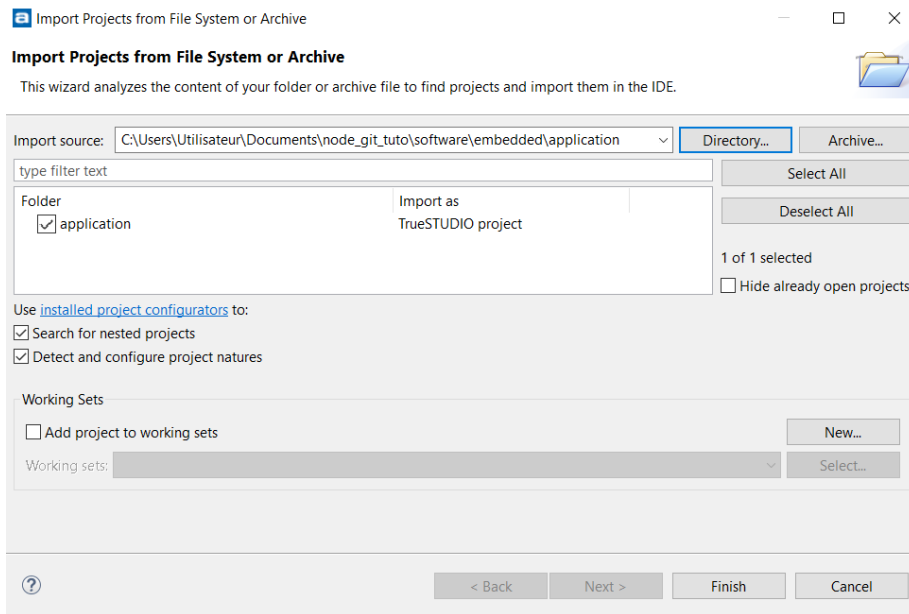 Import Projects from File System or Archive
Import Projects from File System or Archive
This wizard analyzes the content of your folder or archive file to find projects and import them in the IDE.
Import source: C:\Users\Utilisateur\Documents\node_git_tuto\software\embedded\application Directory... Archive...
type filter text
Select All
Folder Import as
Deselect All
application TrueSTUDIO project
1 of 1 selected
Hide already open projects
Use installed project configurators to:
Search for nested projects
Detect and configure project natures
Working Sets
Add project to working sets New...
Working sets: Select...
< Back Next > Finish Cancel